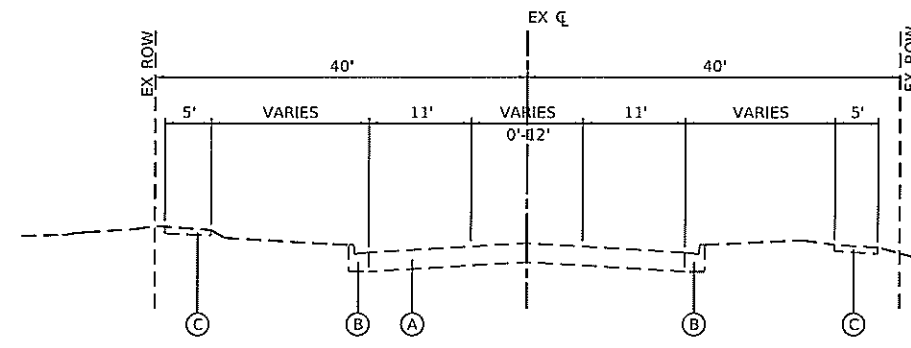 EX ℄
EX ROW
EX ROW
40'
40'
5'
VARIES
11'
VARIES
11'
VARIES
5'
0'-12'
C
B
A
B
C